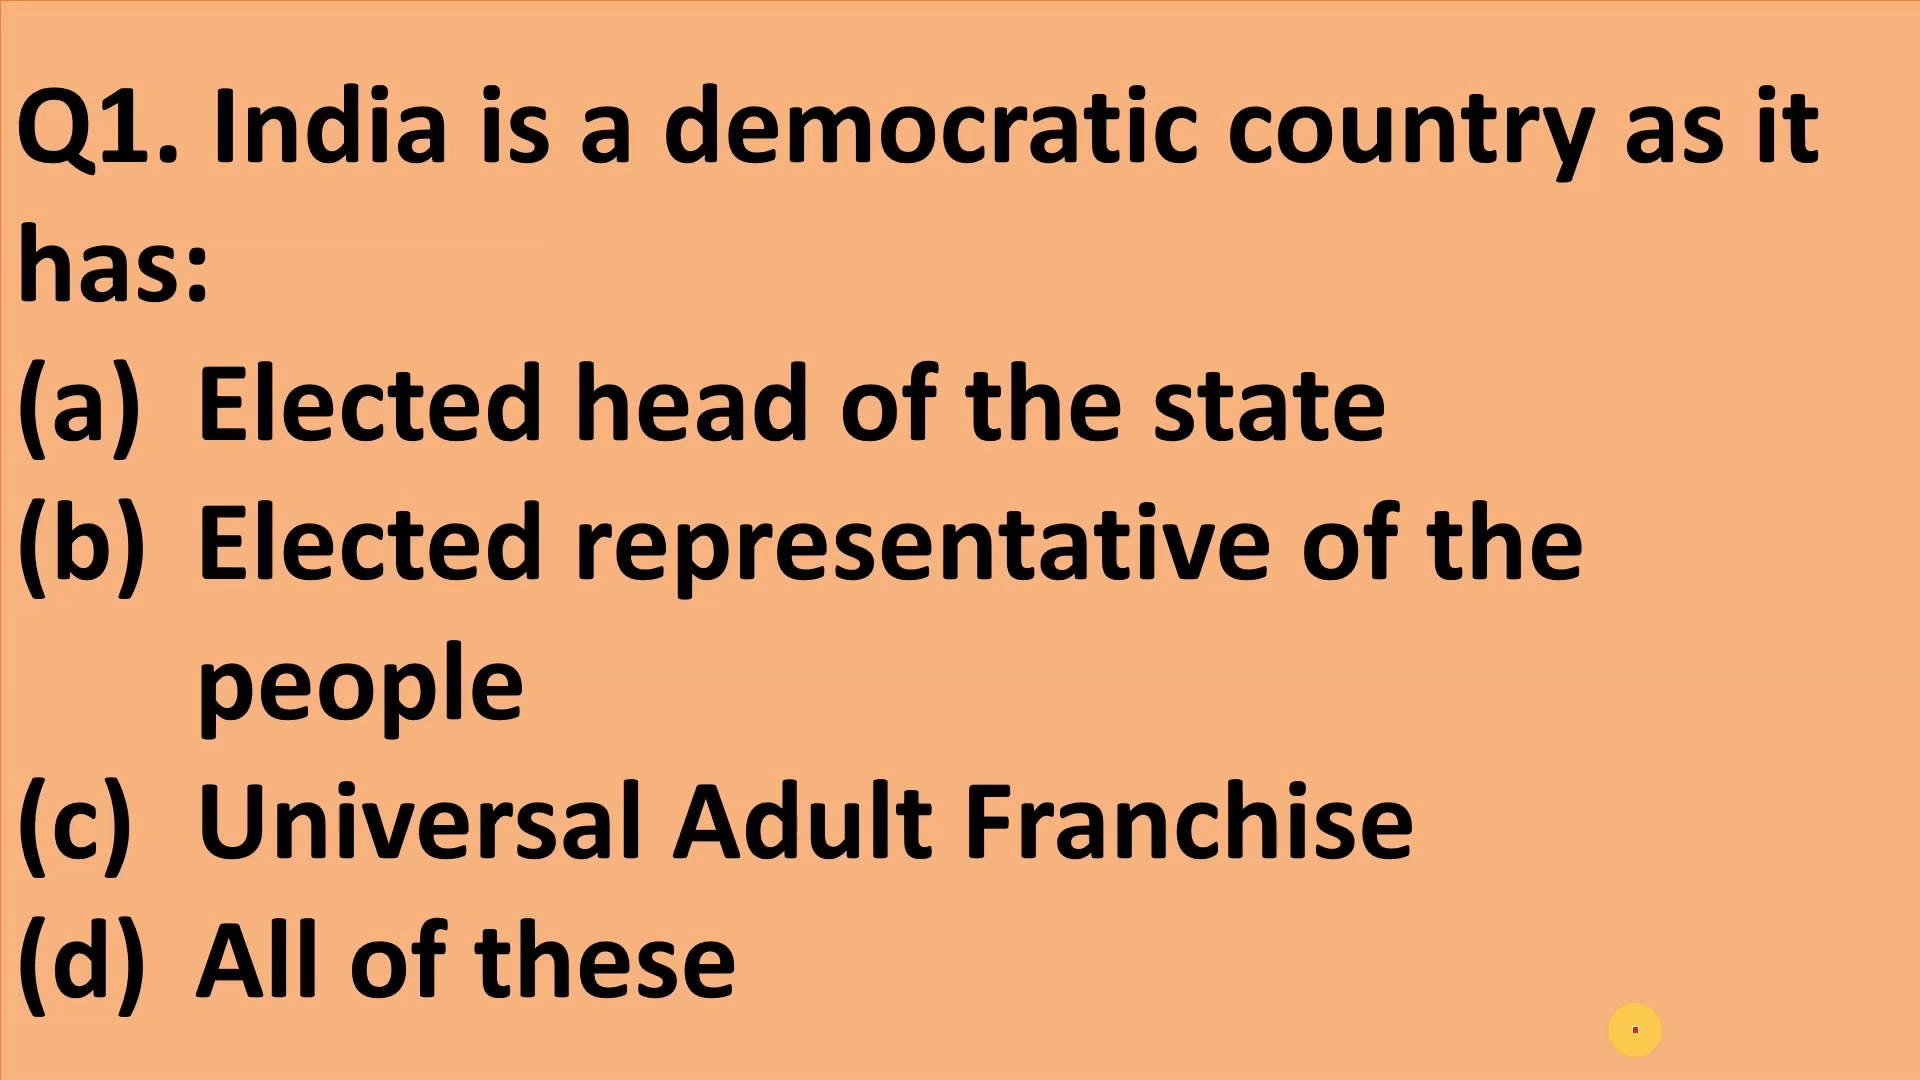 Q1. India is a democratic country as it
has:
(a) Elected head of the state
(b) Elected representative of the
people
(c) Universal Adult Franchise
(d) All of these